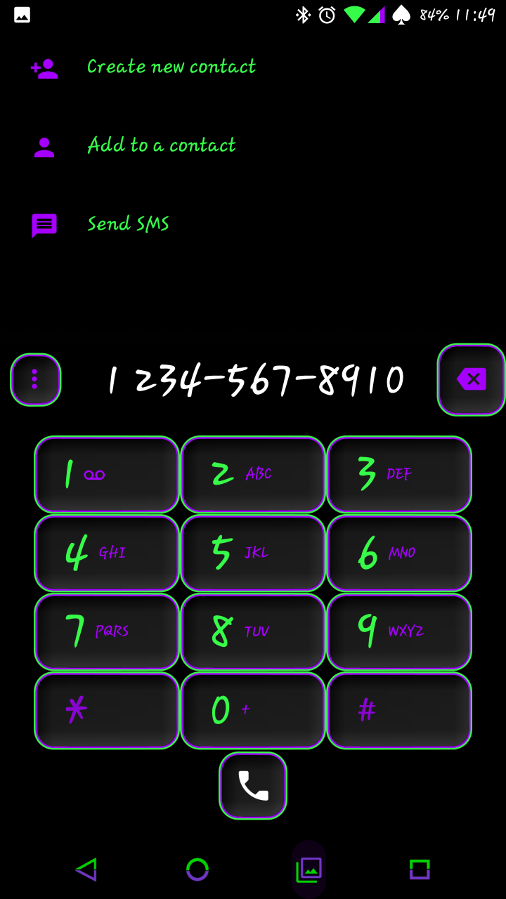 84% 11:49
Create new contact
Add to a contact
Send SMS
1 234-567-8910
1
2 ABC
3 DEF
4 GHI
5 JKL
6 MNO
7 PQRS
8 TUV
9 WXYZ
*
0 +
#